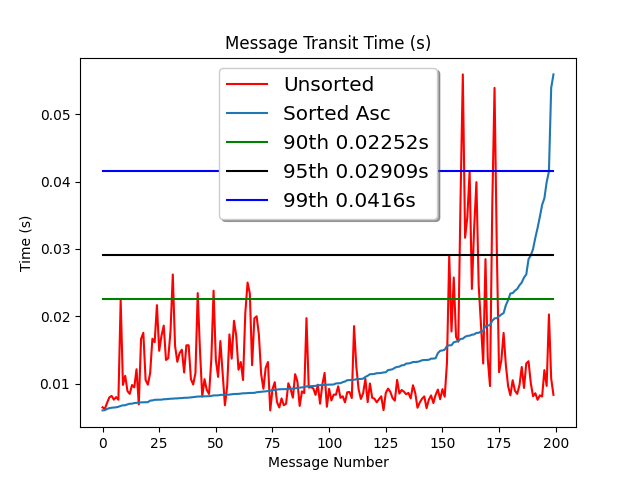 Message Transit Time (s)
Unsorted
Sorted Asc
90th 0.02252s
95th 0.02909s
99th 0.0416s
0.05
0.04
0.03
0.02
0.01
Time (s)
0 25 50 75 100 125 150 175 200
Message Number